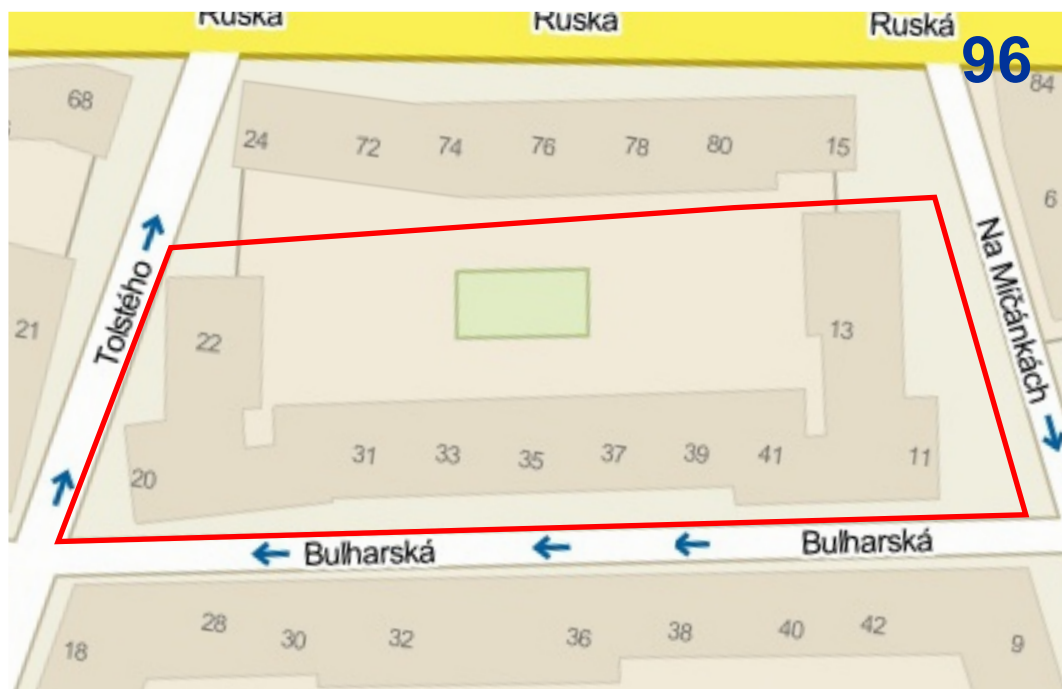 Ruská Ruská Ruská
96
68 84
24 72 74 76 78 80 15
6
Tolstého
Na Míčánkách
21 22 13
31 33 35 37 39 41 11
20
Bulharská Bulharská
28 30 32 36 38 40 42
18 9